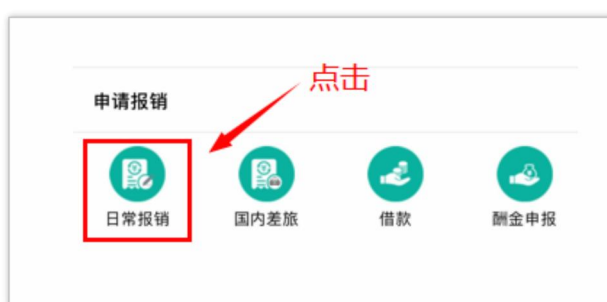 点击
申请报销
日常报销
国内差旅
借款
酬金申报